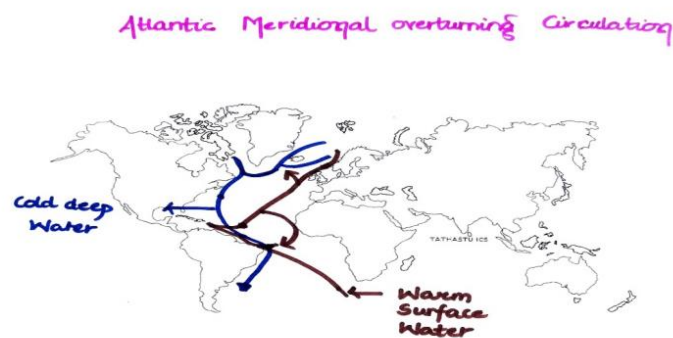 Atlantic Meridional overturning Circulation
Cold deep
Water
TATHASTU ICS
Warm
Surface
Water